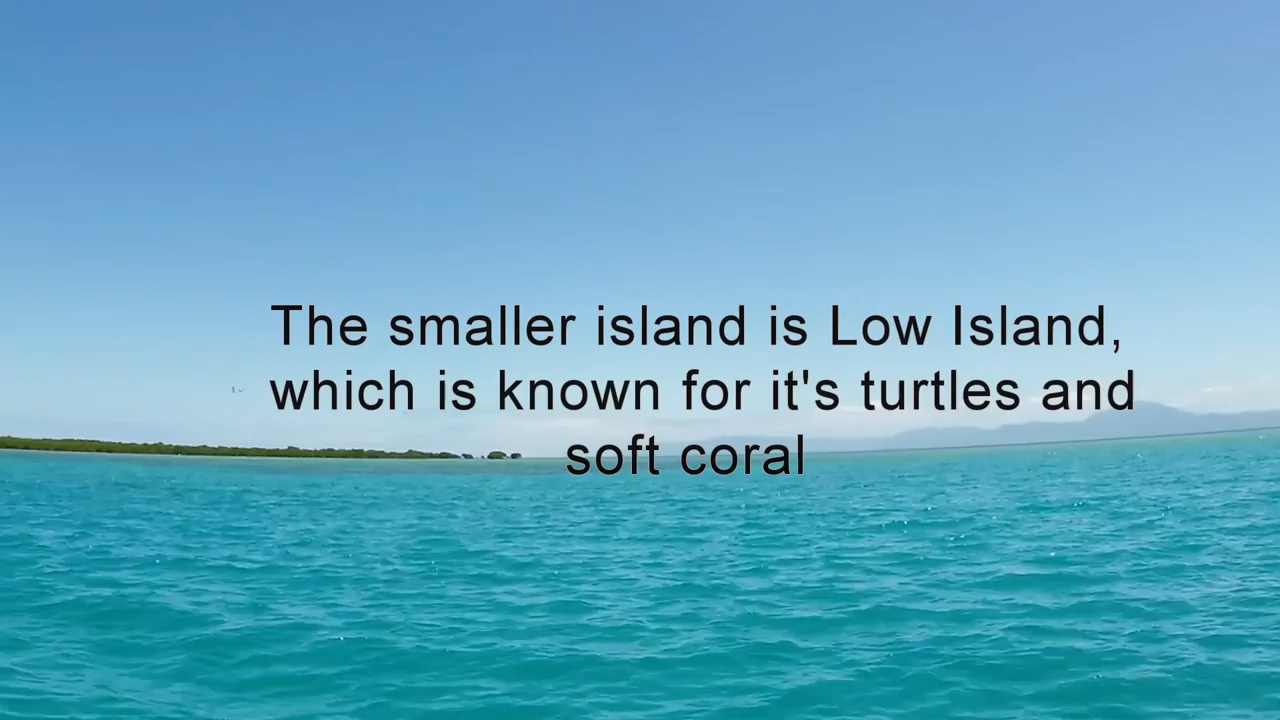 The smaller island is Low Island,
which is known for it's turtles and
soft coral